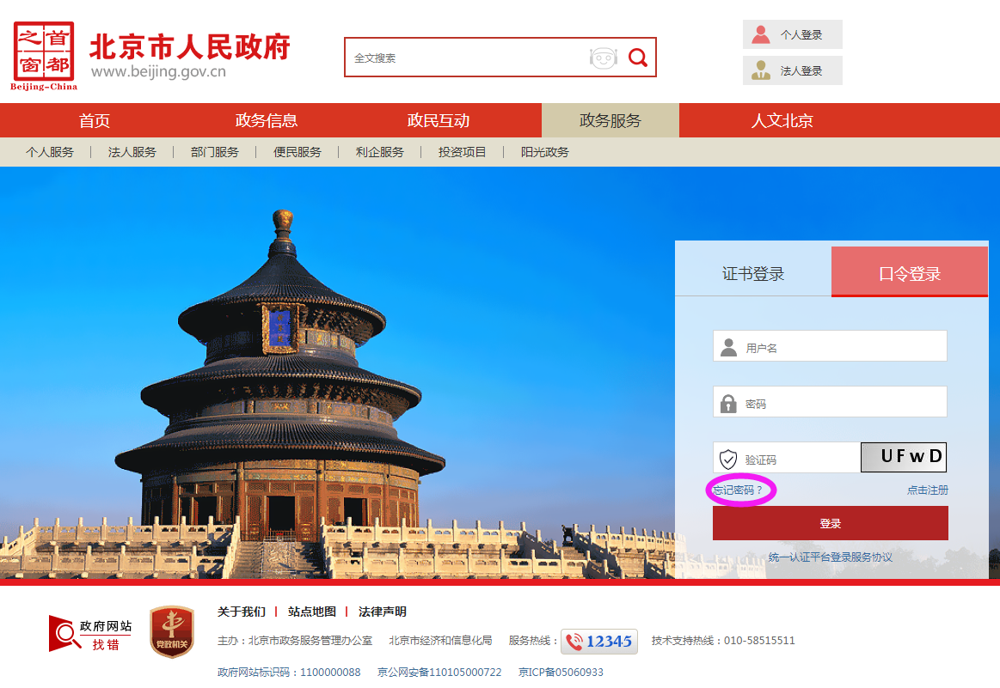 首都之窗
Beijing-China
北京市人民政府
www.beijing.gov.cn
全文搜索
个人登录
法人登录
首页 政务信息 政民互动 政务服务 人文北京
个人服务 | 法人服务 | 部门服务 | 便民服务 | 利企服务 | 投资项目 | 阳光政务
证书登录 口令登录
用户名
密码
验证码 UFwD
忘记密码? 点击注册
登录
统一认证平台登录服务协议
政府网站
找错
党政机关
关于我们 | 站点地图 | 法律声明
主办:北京市政务服务管理办公室 北京市经济和信息化局 服务热线: 12345 技术支持热线:010-58515511
政府网站标识码:1100000088 京公网安备110105000722 京ICP备05060933